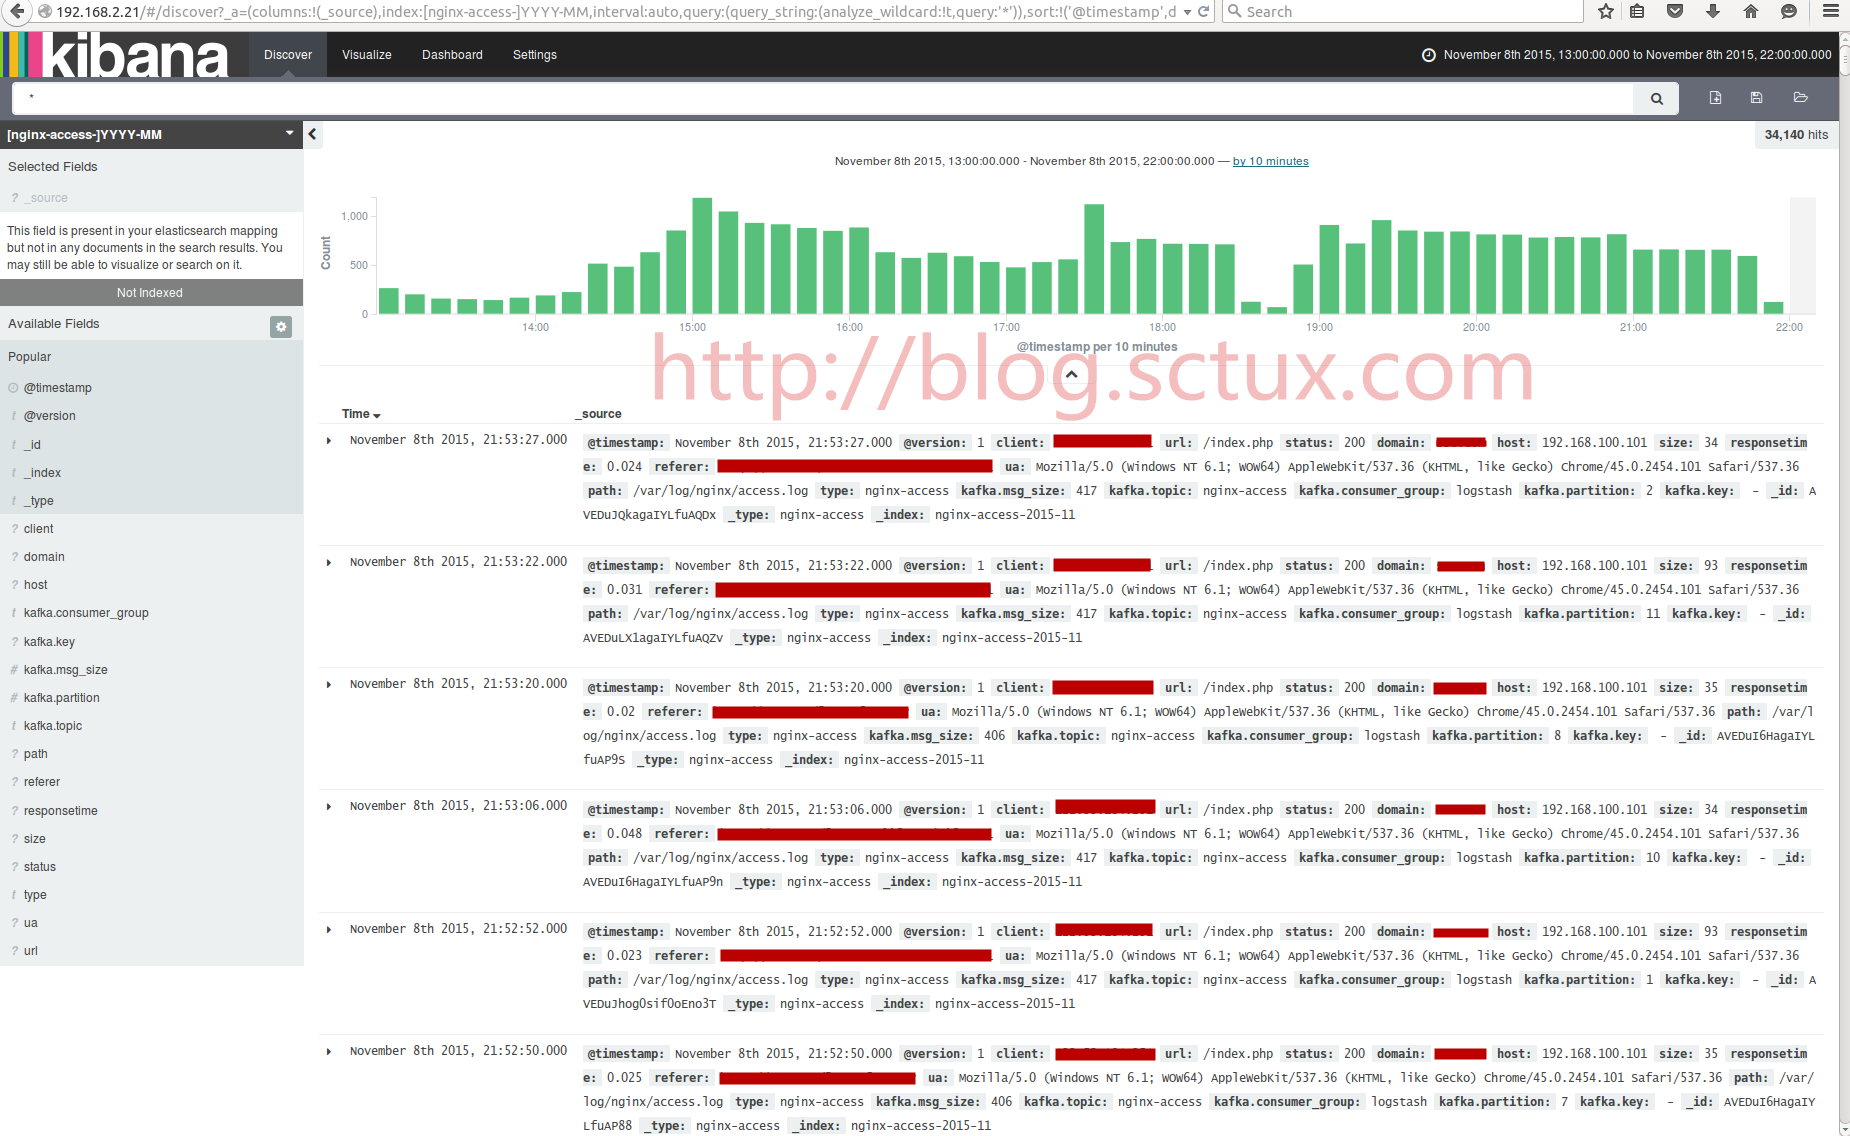 192.168.2.21/#/discover?_a=(columns:!(_source),index:[nginx-access-]YYYY-MM,interval:auto,query:(query_string:(analyze_wildcard:!t,query:'*')),sort:!('@timestamp',d
Search
kibana
Discover
Visualize
Dashboard
Settings
November 8th 2015, 13:00:00.000 to November 8th 2015, 22:00:00.000
*
[nginx-access-]YYYY-MM
34,140 hits
Selected Fields
? _source
This field is present in your elasticsearch mapping
but not in any documents in the search results. You
may still be able to visualize or search on it.
Not Indexed
Available Fields
Popular
@timestamp
t @version
t _id
t _index
t _type
? client
? domain
? host
t kafka.consumer_group
? kafka.key
# kafka.msg_size
# kafka.partition
t kafka.topic
? path
? referer
? responsetime
? size
? status
t type
? ua
? url
November 8th 2015, 13:00:00.000 - November 8th 2015, 22:00:00.000 — by 10 minutes
Count
1,000
500
0
14:00
15:00
16:00
17:00
18:00
19:00
20:00
21:00
22:00
@timestamp per 10 minutes
http://blog.sctux.com
Time
_source
November 8th 2015, 21:53:27.000
@timestamp: November 8th 2015, 21:53:27.000 @version: 1 client: url: /index.php status: 200 domain: host: 192.168.100.101 size: 34 responsetim
e: 0.024 referer: ua: Mozilla/5.0 (Windows NT 6.1; WOW64) AppleWebKit/537.36 (KHTML, like Gecko) Chrome/45.0.2454.101 Safari/537.36
path: /var/log/nginx/access.log type: nginx-access kafka.msg_size: 417 kafka.topic: nginx-access kafka.consumer_group: logstash kafka.partition: 2 kafka.key: - _id: A
VEDuJQkagaIYLfuAQDx _type: nginx-access _index: nginx-access-2015-11
November 8th 2015, 21:53:22.000
@timestamp: November 8th 2015, 21:53:22.000 @version: 1 client: url: /index.php status: 200 domain: host: 192.168.100.101 size: 93 responsetim
e: 0.031 referer: ua: Mozilla/5.0 (Windows NT 6.1; WOW64) AppleWebKit/537.36 (KHTML, like Gecko) Chrome/45.0.2454.101 Safari/537.36
path: /var/log/nginx/access.log type: nginx-access kafka.msg_size: 417 kafka.topic: nginx-access kafka.consumer_group: logstash kafka.partition: 11 kafka.key: - _id:
AVEDuLX1agaIYLfuAQZv _type: nginx-access _index: nginx-access-2015-11
November 8th 2015, 21:53:20.000
@timestamp: November 8th 2015, 21:53:20.000 @version: 1 client: url: /index.php status: 200 domain: host: 192.168.100.101 size: 35 responsetim
e: 0.02 referer: ua: Mozilla/5.0 (Windows NT 6.1; WOW64) AppleWebKit/537.36 (KHTML, like Gecko) Chrome/45.0.2454.101 Safari/537.36 path: /var/l
og/nginx/access.log type: nginx-access kafka.msg_size: 406 kafka.topic: nginx-access kafka.consumer_group: logstash kafka.partition: 8 kafka.key: - _id: AVEDuI6HagaIYL
fuAP9S _type: nginx-access _index: nginx-access-2015-11
November 8th 2015, 21:53:06.000
@timestamp: November 8th 2015, 21:53:06.000 @version: 1 client: url: /index.php status: 200 domain: host: 192.168.100.101 size: 34 responsetim
e: 0.048 referer: ua: Mozilla/5.0 (Windows NT 6.1; WOW64) AppleWebKit/537.36 (KHTML, like Gecko) Chrome/45.0.2454.101 Safari/537.36
path: /var/log/nginx/access.log type: nginx-access kafka.msg_size: 417 kafka.topic: nginx-access kafka.consumer_group: logstash kafka.partition: 10 kafka.key: - _id:
AVEDuI6HagaIYLfuAP9n _type: nginx-access _index: nginx-access-2015-11
November 8th 2015, 21:52:52.000
@timestamp: November 8th 2015, 21:52:52.000 @version: 1 client: url: /index.php status: 200 domain: host: 192.168.100.101 size: 93 responsetim
e: 0.023 referer: ua: Mozilla/5.0 (Windows NT 6.1; WOW64) AppleWebKit/537.36 (KHTML, like Gecko) Chrome/45.0.2454.101 Safari/537.36
path: /var/log/nginx/access.log type: nginx-access kafka.msg_size: 417 kafka.topic: nginx-access kafka.consumer_group: logstash kafka.partition: 1 kafka.key: - _id: A
VEDuJhogOsifOoEno3T _type: nginx-access _index: nginx-access-2015-11
November 8th 2015, 21:52:50.000
@timestamp: November 8th 2015, 21:52:50.000 @version: 1 client: url: /index.php status: 200 domain: host: 192.168.100.101 size: 35 responsetim
e: 0.025 referer: ua: Mozilla/5.0 (Windows NT 6.1; WOW64) AppleWebKit/537.36 (KHTML, like Gecko) Chrome/45.0.2454.101 Safari/537.36 path: /var/
log/nginx/access.log type: nginx-access kafka.msg_size: 406 kafka.topic: nginx-access kafka.consumer_group: logstash kafka.partition: 7 kafka.key: - _id: AVEDuI6HagaIY
LfuAP88 _type: nginx-access _index: nginx-access-2015-11